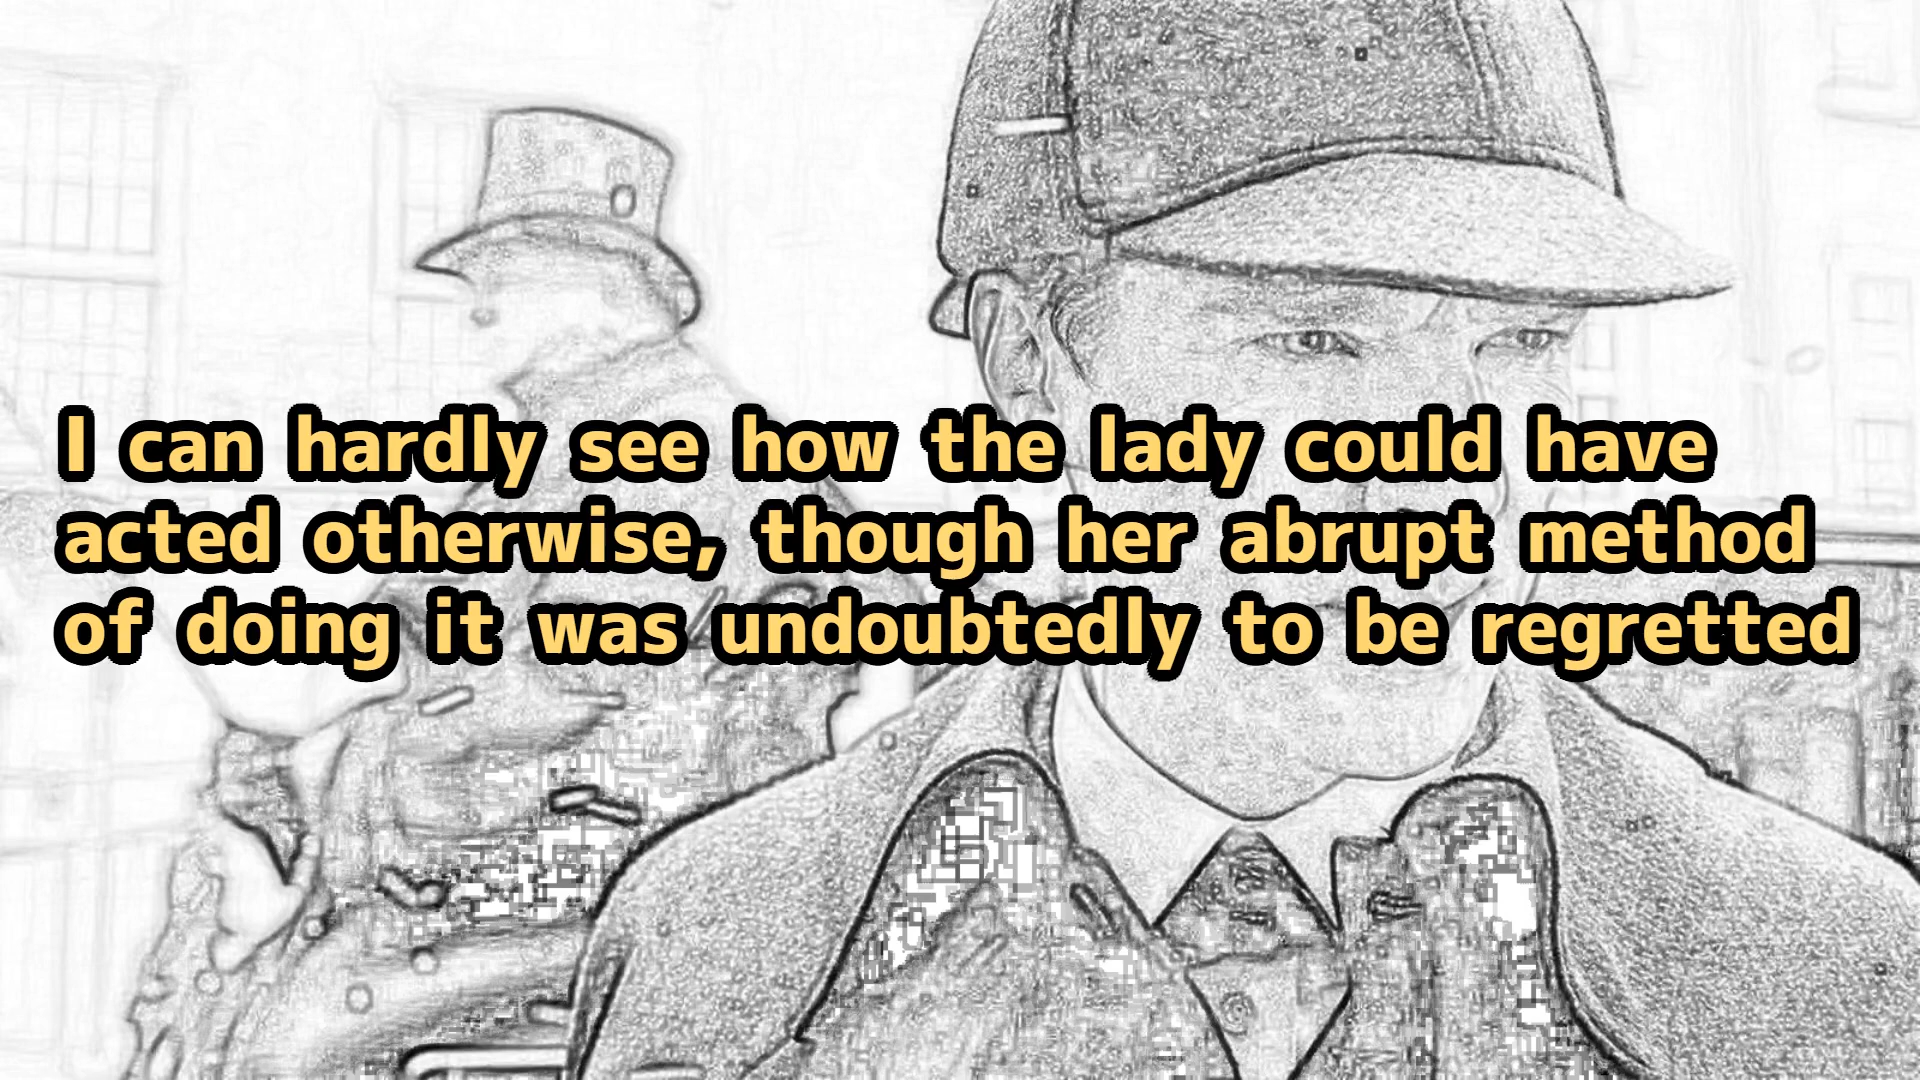 I can hardly see how the lady could have
acted otherwise, though her abrupt method
of doing it was undoubtedly to be regretted